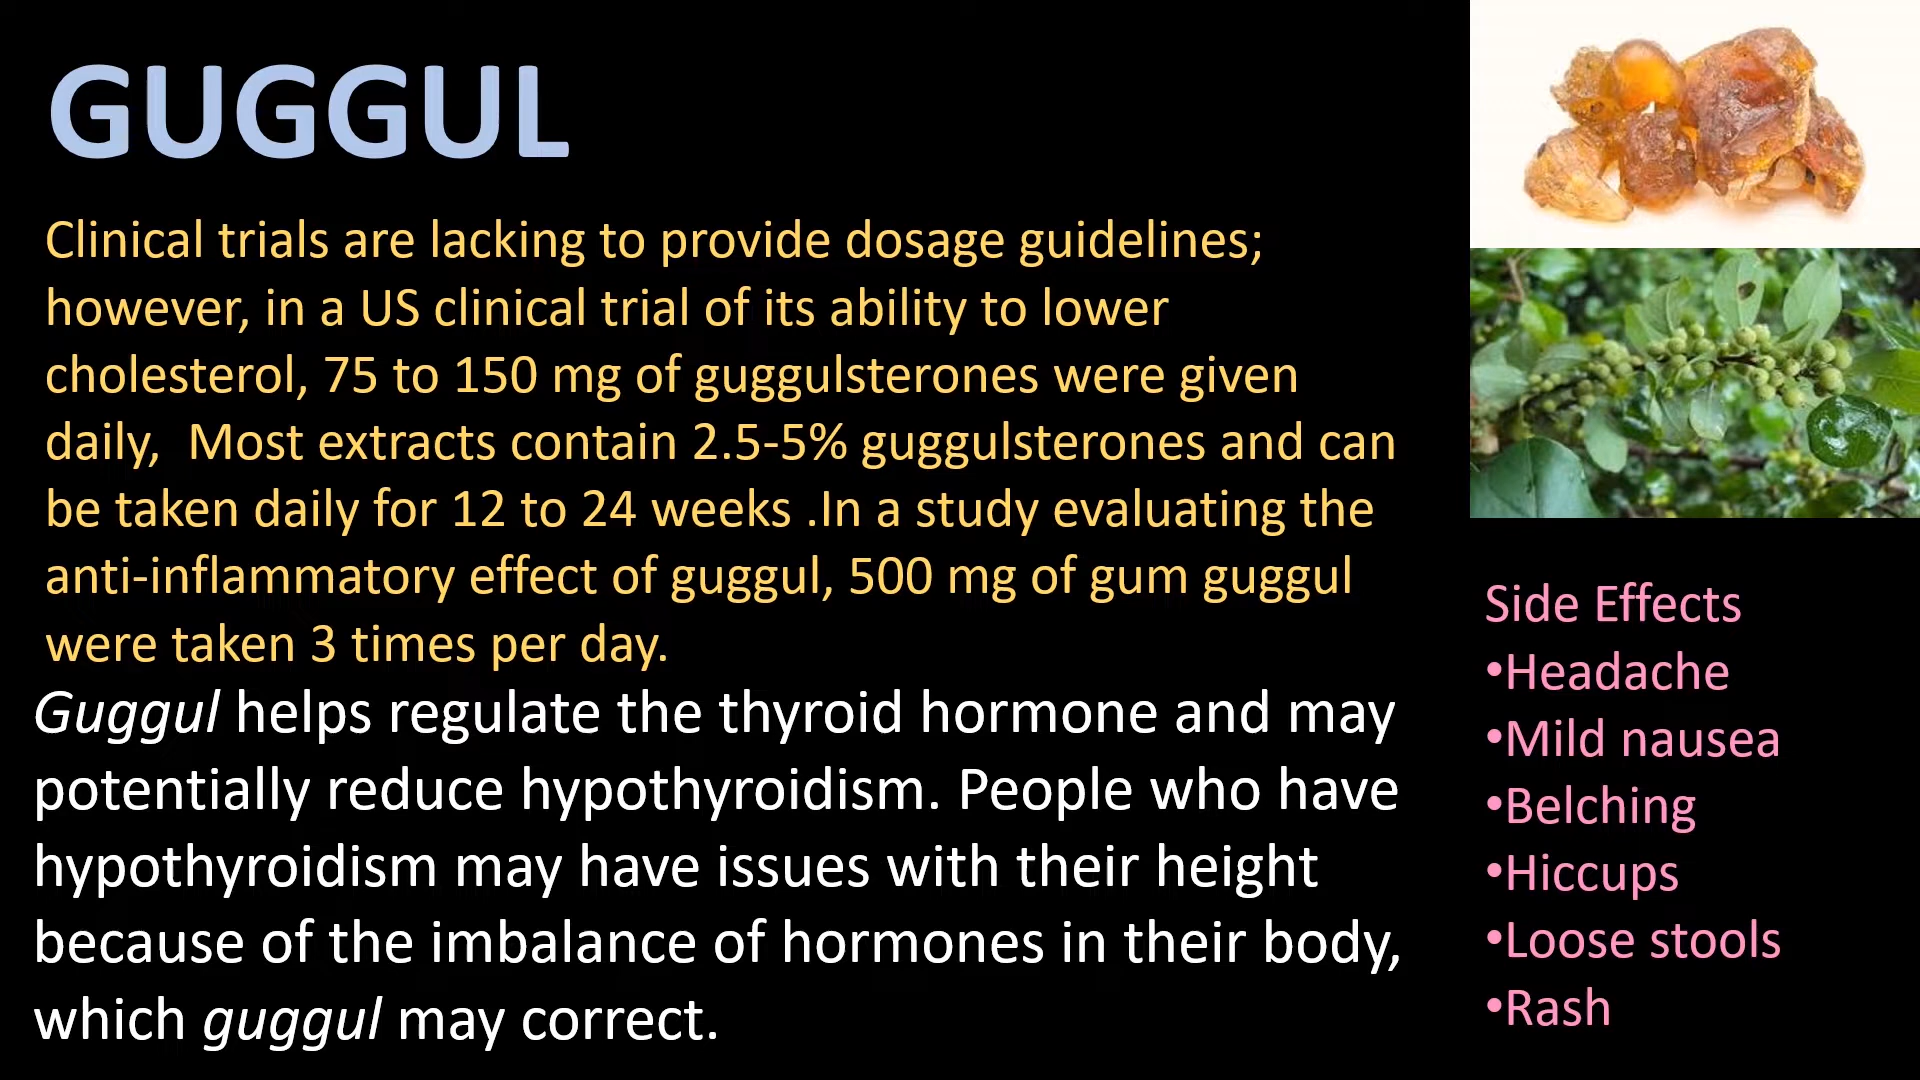 GUGGUL
Clinical trials are lacking to provide dosage guidelines;
however, in a US clinical trial of its ability to lower
cholesterol, 75 to 150 mg of guggulsterones were given
daily,  Most extracts contain 2.5-5% guggulsterones and can
be taken daily for 12 to 24 weeks .In a study evaluating the
anti-inflammatory effect of guggul, 500 mg of gum guggul
were taken 3 times per day.
Guggul helps regulate the thyroid hormone and may
potentially reduce hypothyroidism. People who have
hypothyroidism may have issues with their height
because of the imbalance of hormones in their body,
which guggul may correct.
Side Effects
•Headache
•Mild nausea
•Belching
•Hiccups
•Loose stools
•Rash